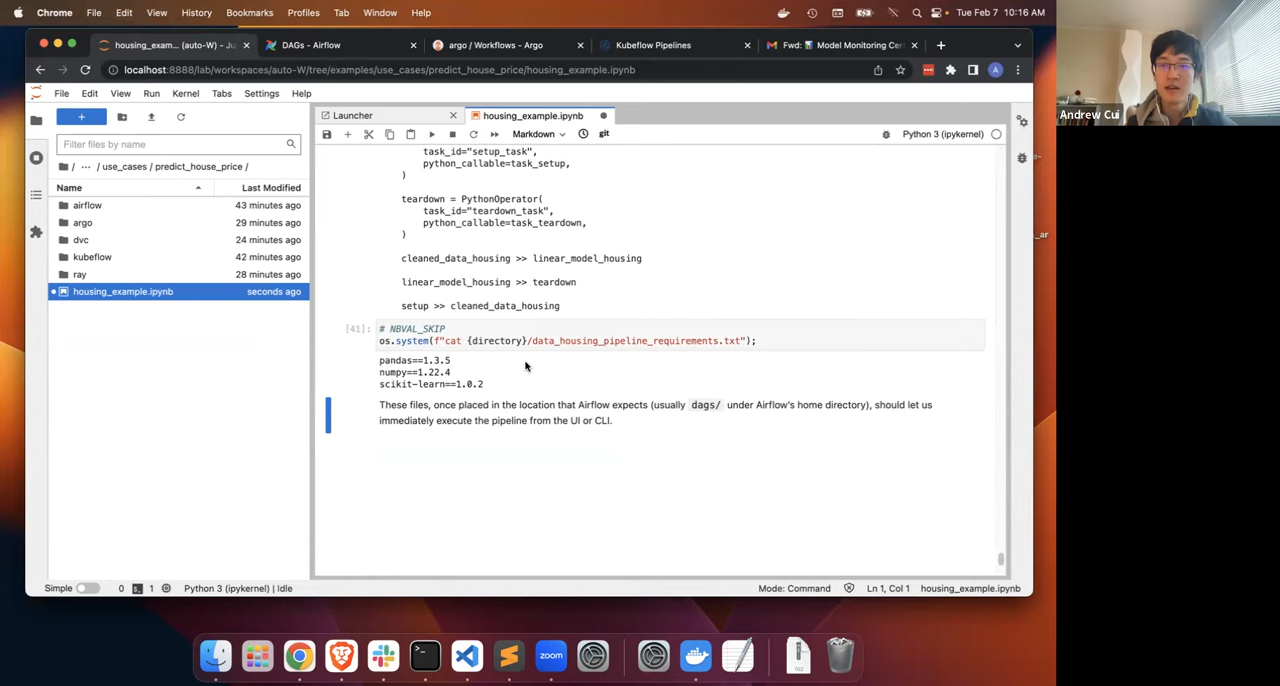 Chrome File Edit View History Bookmarks Profiles Tab Window Help
Tue Feb 7 10:16 AM
housing_exam... (auto-W) - Ju
DAGs - Airflow
argo / Workflows - Argo
Kubeflow Pipelines
Fwd: Model Monitoring Cer
localhost:8888/lab/workspaces/auto-W/tree/examples/use_cases/predict_house_price/housing_example.ipynb
A
Andrew Cui
File Edit View Run Kernel Tabs Settings Help
Launcher
housing_example.ipynb
Markdown
git
Python 3 (ipykernel)
Filter files by name
/ ... / use_cases / predict_house_price /
Name Last Modified
airflow 43 minutes ago
argo 29 minutes ago
dvc 24 minutes ago
kubeflow 42 minutes ago
ray 28 minutes ago
housing_example.ipynb seconds ago
task_id="setup_task",
python_callable=task_setup,
)
teardown = PythonOperator(
task_id="teardown_task",
python_callable=task_teardown,
)
cleaned_data_housing >> linear_model_housing
linear_model_housing >> teardown
setup >> cleaned_data_housing
[41]: # NBVAL_SKIP
os.system(f"cat {directory}/data_housing_pipeline_requirements.txt");
pandas==1.3.5
numpy==1.22.4
scikit-learn==1.0.2
These files, once placed in the location that Airflow expects (usually dags/ under Airflow's home directory), should let us
immediately execute the pipeline from the UI or CLI.
Simple 0 1 Python 3 (ipykernel) | Idle
Mode: Command Ln 1, Col 1 housing_example.ipynb
zoom